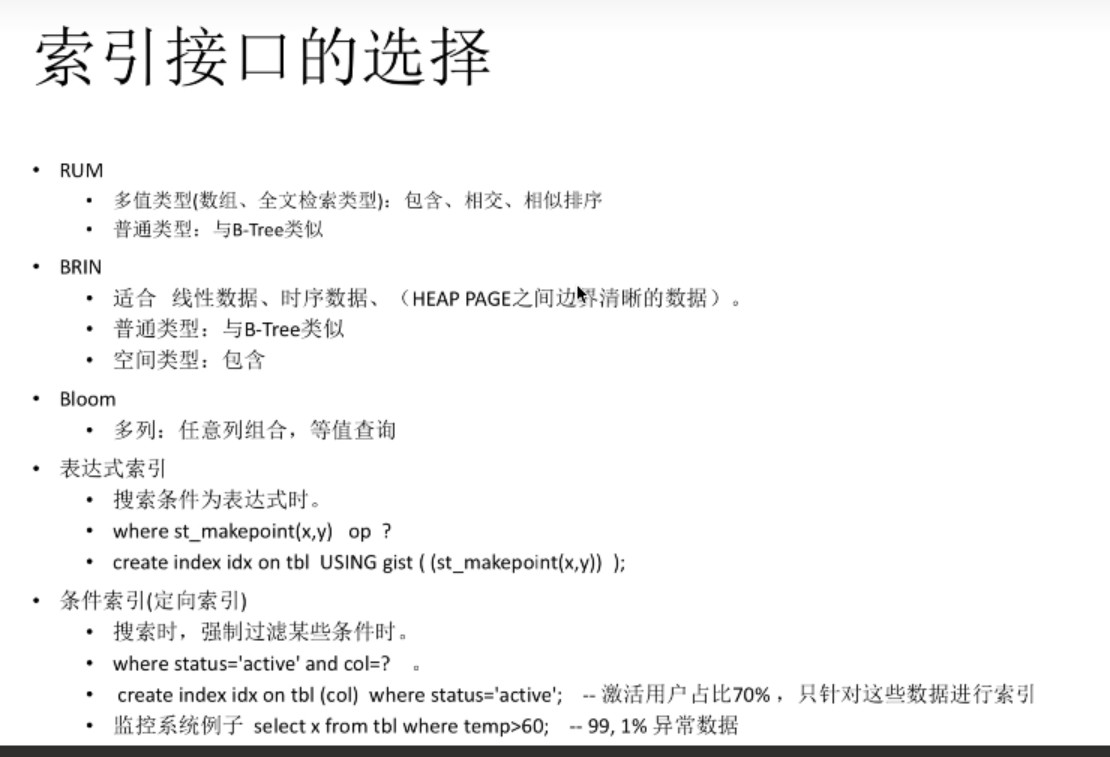 索引接口的选择
• RUM
• 多值类型(数组、全文检索类型)：包含、相交、相似排序
• 普通类型：与B-Tree类似
• BRIN
• 适合 线性数据、时序数据、（HEAP PAGE之间边界清晰的数据）。
• 普通类型：与B-Tree类似
• 空间类型：包含
• Bloom
• 多列：任意列组合，等值查询
• 表达式索引
• 搜索条件为表达式时。
• where st_makepoint(x,y) op ?
• create index idx on tbl USING gist ( (st_makepoint(x,y)) );
• 条件索引(定向索引)
• 搜索时，强制过滤某些条件时。
• where status='active' and col=? 。
• create index idx on tbl (col) where status='active'; -- 激活用户占比70% ，只针对这些数据进行索引
• 监控系统例子 select x from tbl where temp>60; -- 99, 1% 异常数据